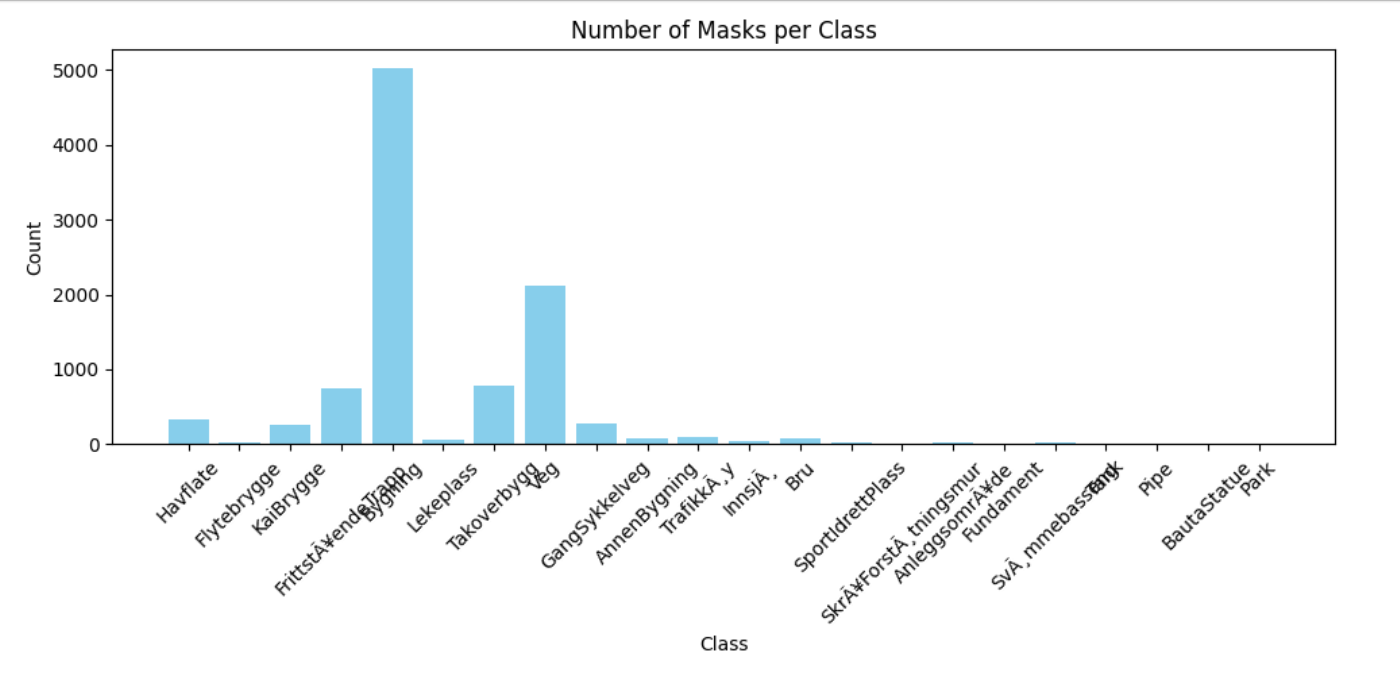 Number of Masks per Class
Count
5000
4000
3000
2000
1000
0
Havflate
Flytebrygge
KaiBrygge
FrittstÃ¥endeTrapp
Bygning
Lekeplass
Takoverbygg
Veg
GangSykkelveg
AnnenBygning
TrafikkÃ¸y
InnsjÃ¸
Bru
SportIdrettPlass
SkrÃ¥ForstÃ¸tningsmur
AnleggsomrÃ¥de
Fundament
SvÃ¸mmebasseng
Tank
Pipe
BautaStatue
Park
Class